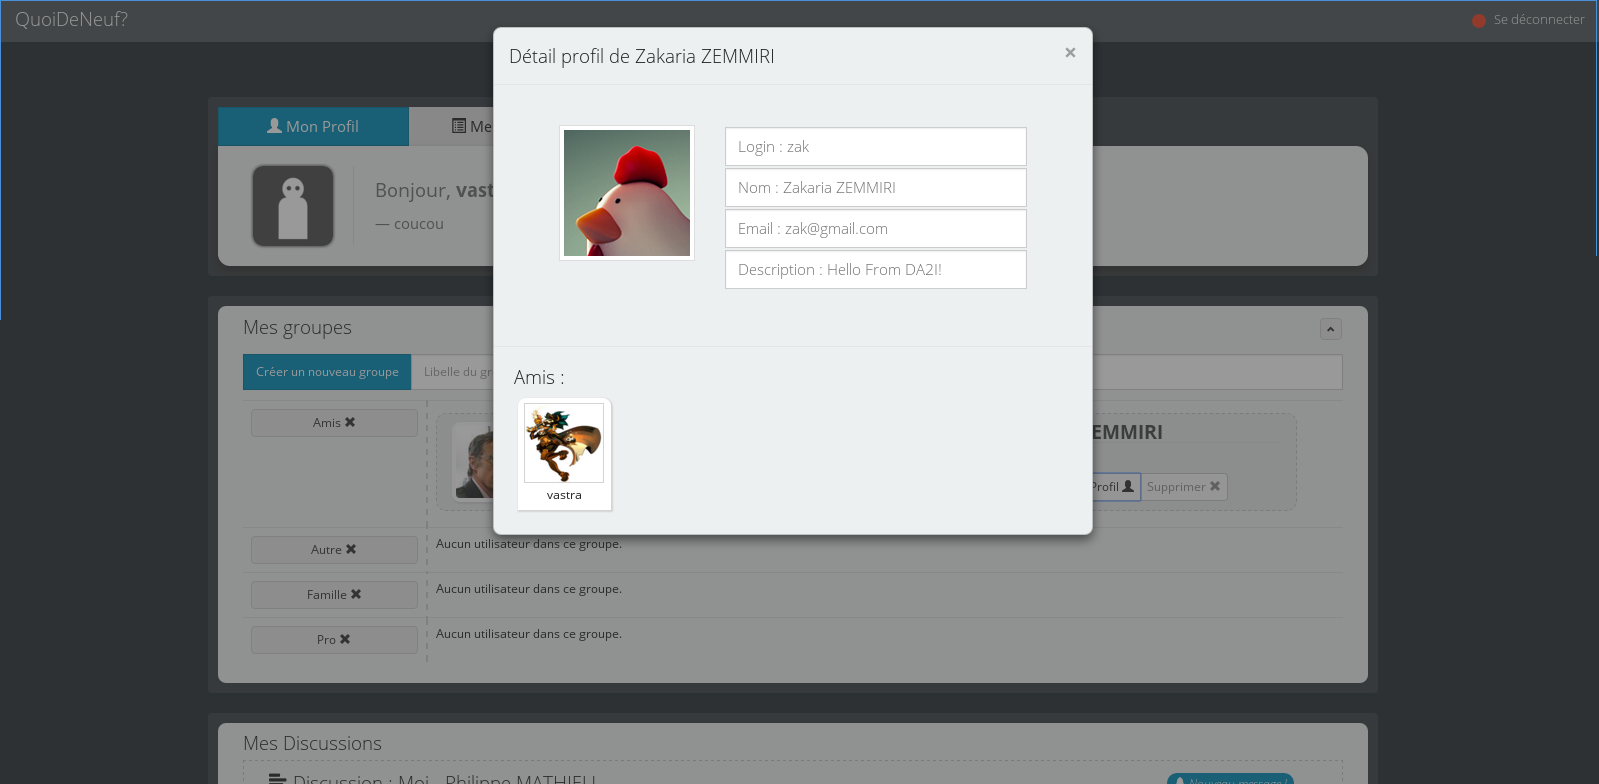 QuoiDeNeuf?
Se déconnecter
Détail profil de Zakaria ZEMMIRI
×
Mon Profil
Me
Bonjour, vast
— coucou
Login : zak
Nom : Zakaria ZEMMIRI
Email : zak@gmail.com
Description : Hello From DA2I!
Mes groupes
Créer un nouveau groupe
Libelle du gr
Amis :
vastra
Amis
EMMIRI
Profil
Supprimer
Autre
Aucun utilisateur dans ce groupe.
Famille
Aucun utilisateur dans ce groupe.
Pro
Aucun utilisateur dans ce groupe.
Mes Discussions
Discussion : Moi - Philippe MATHIEU
Nouveau message!